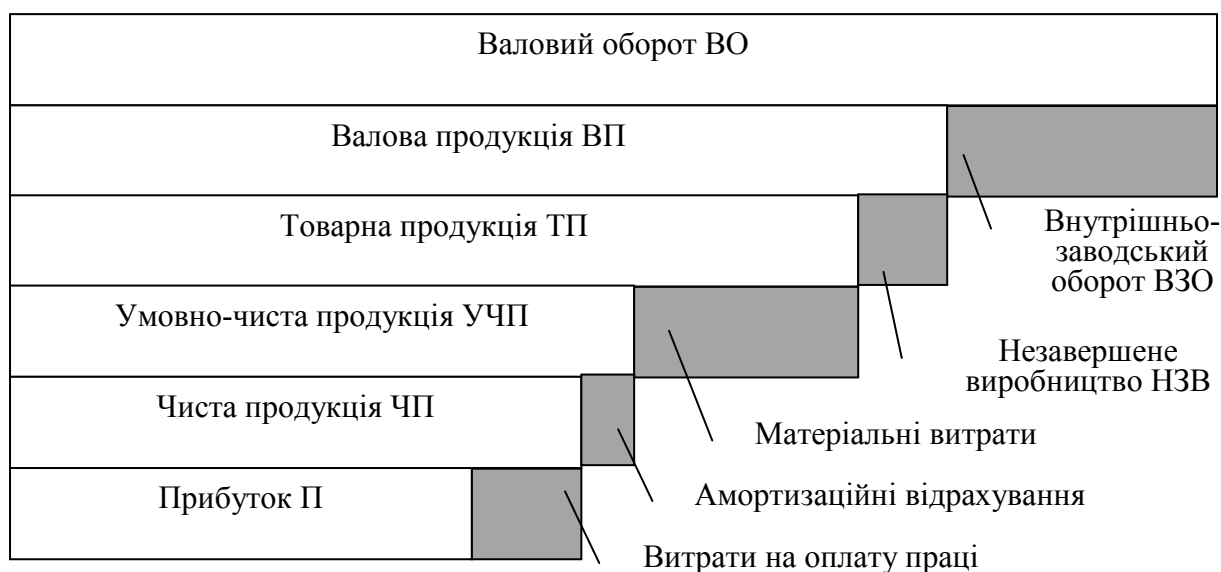 Валовий оборот ВО
Валова продукція ВП
Товарна продукція ТП
Внутрішньо-
заводський
оборот ВЗО
Умовно-чиста продукція УЧП
Незавершене
виробництво НЗВ
Чиста продукція ЧП
Матеріальні витрати
Прибуток П
Амортизаційні відрахування
Витрати на оплату праці